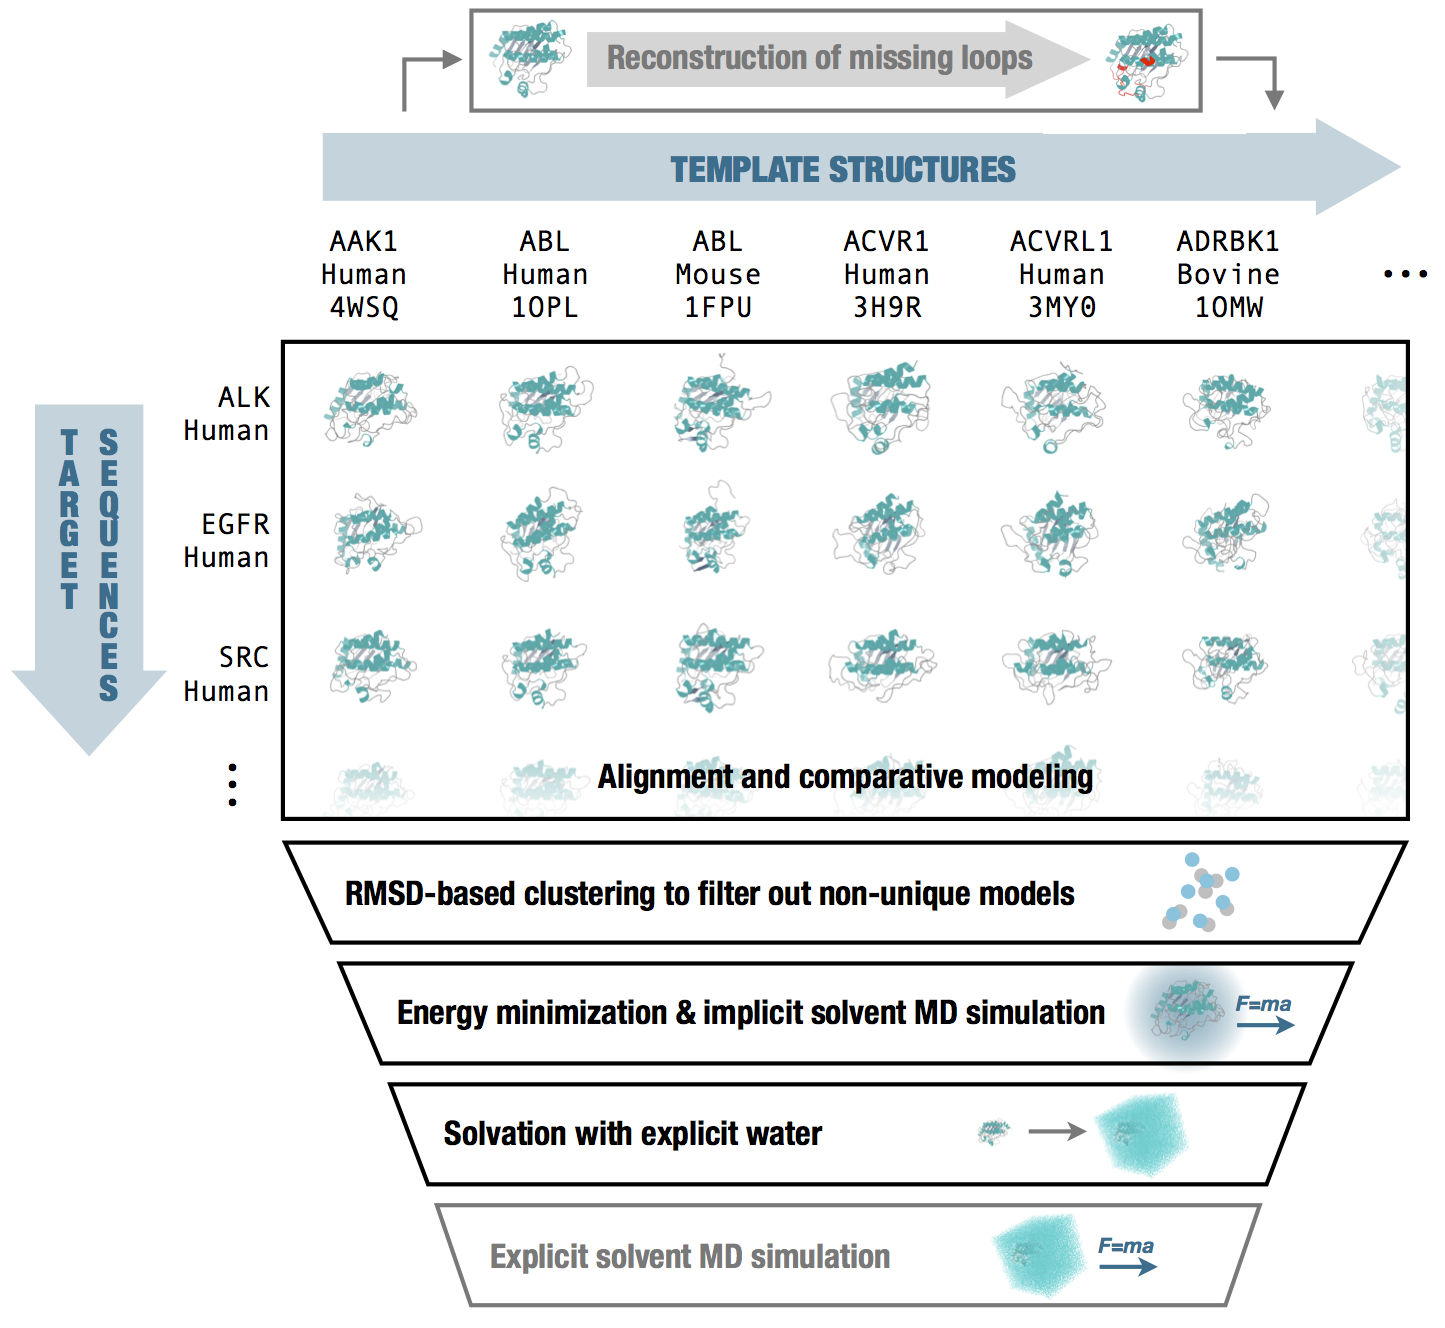 Reconstruction of missing loops
TEMPLATE STRUCTURES
AAK1 Human 4WSQ
ABL Human 1OPL
ABL Mouse 1FPU
ACVR1 Human 3H9R
ACVRL1 Human 3MY0
ADRBK1 Bovine 1OMW
...
TARGET SEQUENCES
ALK Human
EGFR Human
SRC Human
...
Alignment and comparative modeling
RMSD-based clustering to filter out non-unique models
Energy minimization & implicit solvent MD simulation
F=ma
Solvation with explicit water
Explicit solvent MD simulation
F=ma